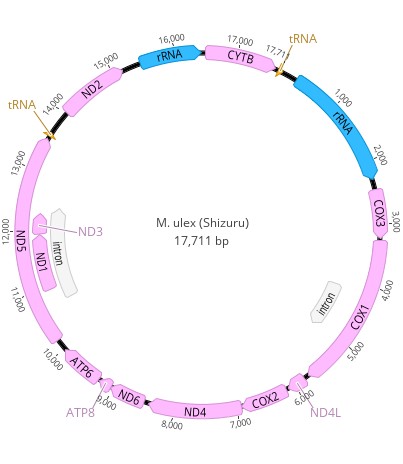 M. ulex (Shizuru)
17,711 bp
17,711
tRNA
rRNA
1,000
2,000
COX3
3,000
COX1
4,000
5,000
intron
ND4L
6,000
COX2
7,000
ND4
8,000
ND6
9,000
ATP8
ATP6
10,000
11,000
ND5
12,000
13,000
ND3
ND1
intron
tRNA
14,000
ND2
15,000
rRNA
16,000
CYTB
17,000